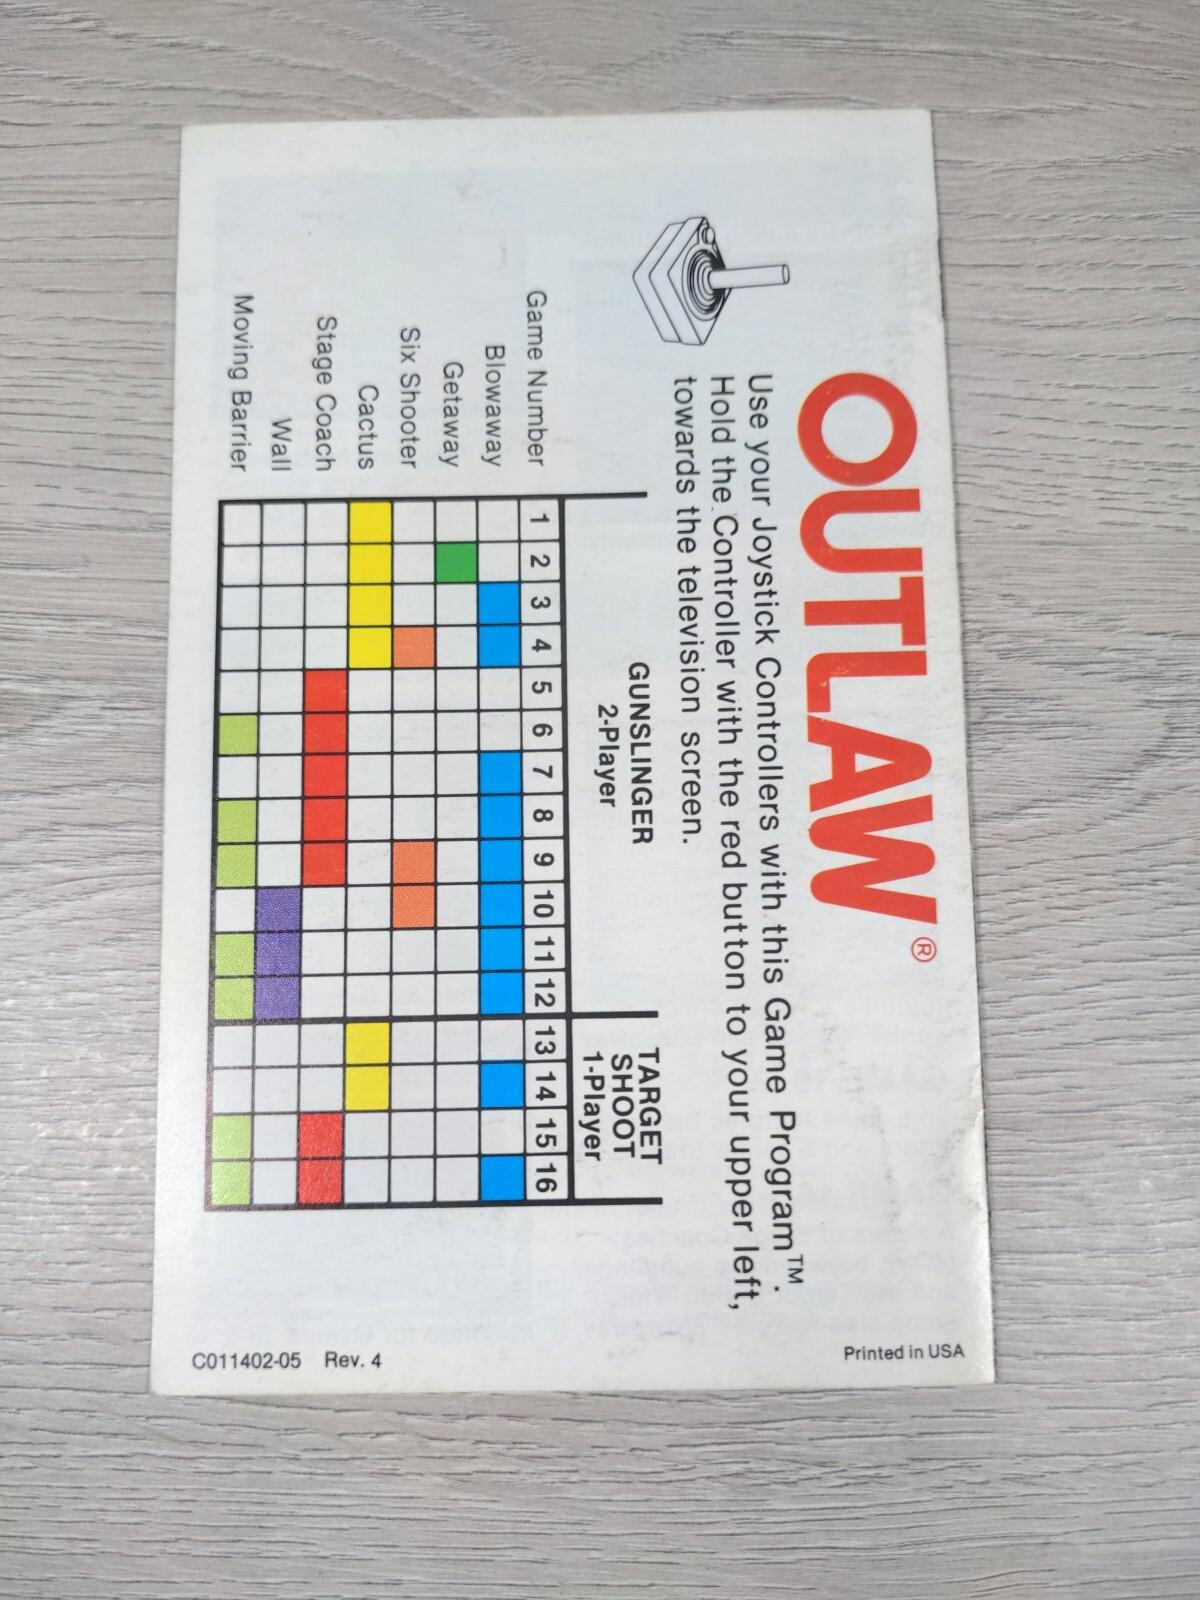 OUTLAW®
Use your Joystick Controllers with this Game Program™.
Hold the Controller with the red button to your upper left,
towards the television screen.
GUNSLINGER
2-Player
TARGET
SHOOT
1-Player
Game Number 1 2 3 4 5 6 7 8 9 10 11 12 13 14 15 16
Blowaway
Getaway
Six Shooter
Cactus
Stage Coach
Wall
Moving Barrier
Printed in USA
C011402-05 Rev. 4